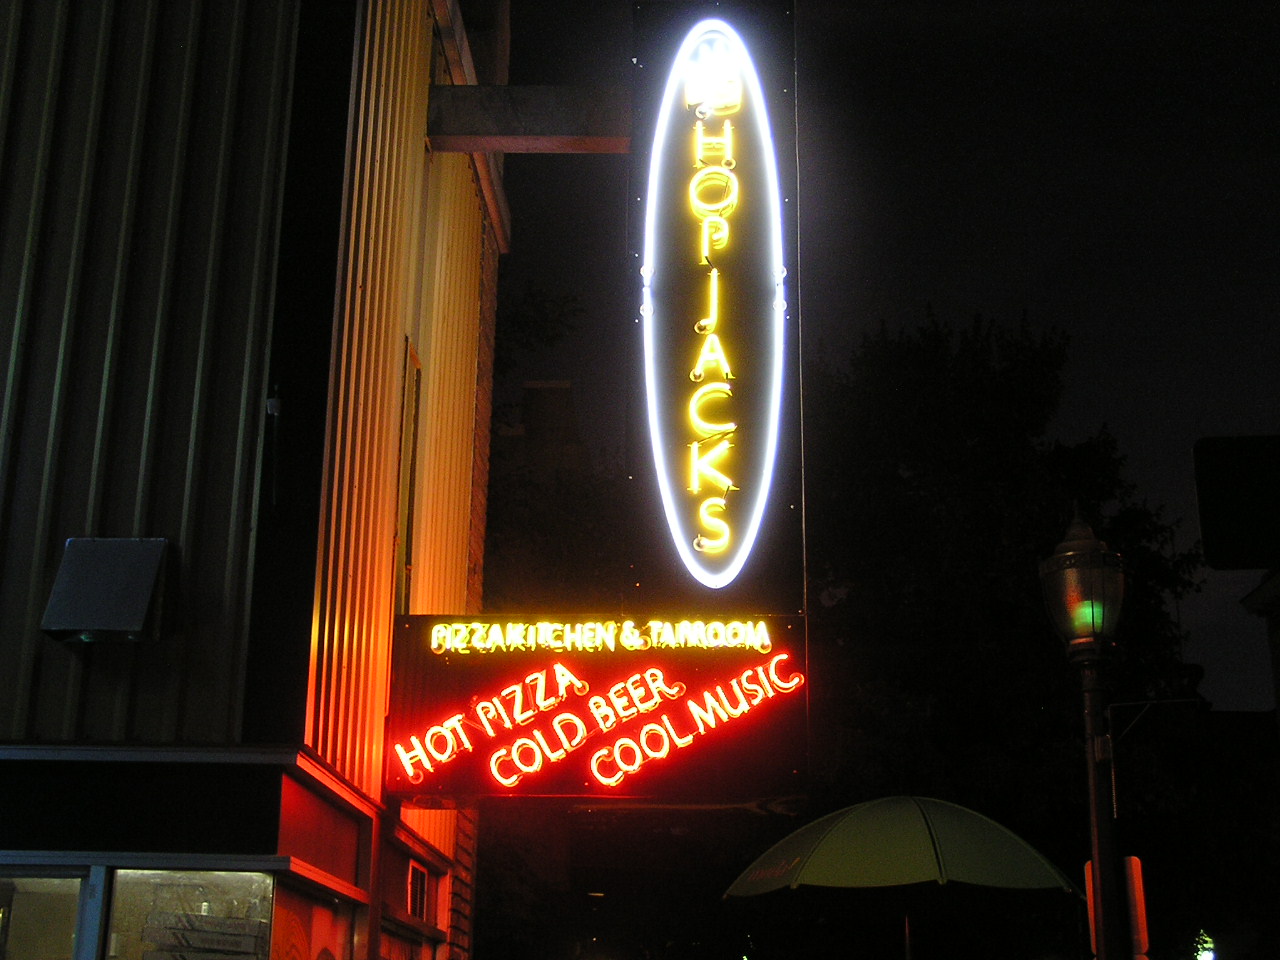 HOPJACKS
PIZZA KITCHEN & TAPROOM
HOT PIZZA
COLD BEER
COOL MUSIC